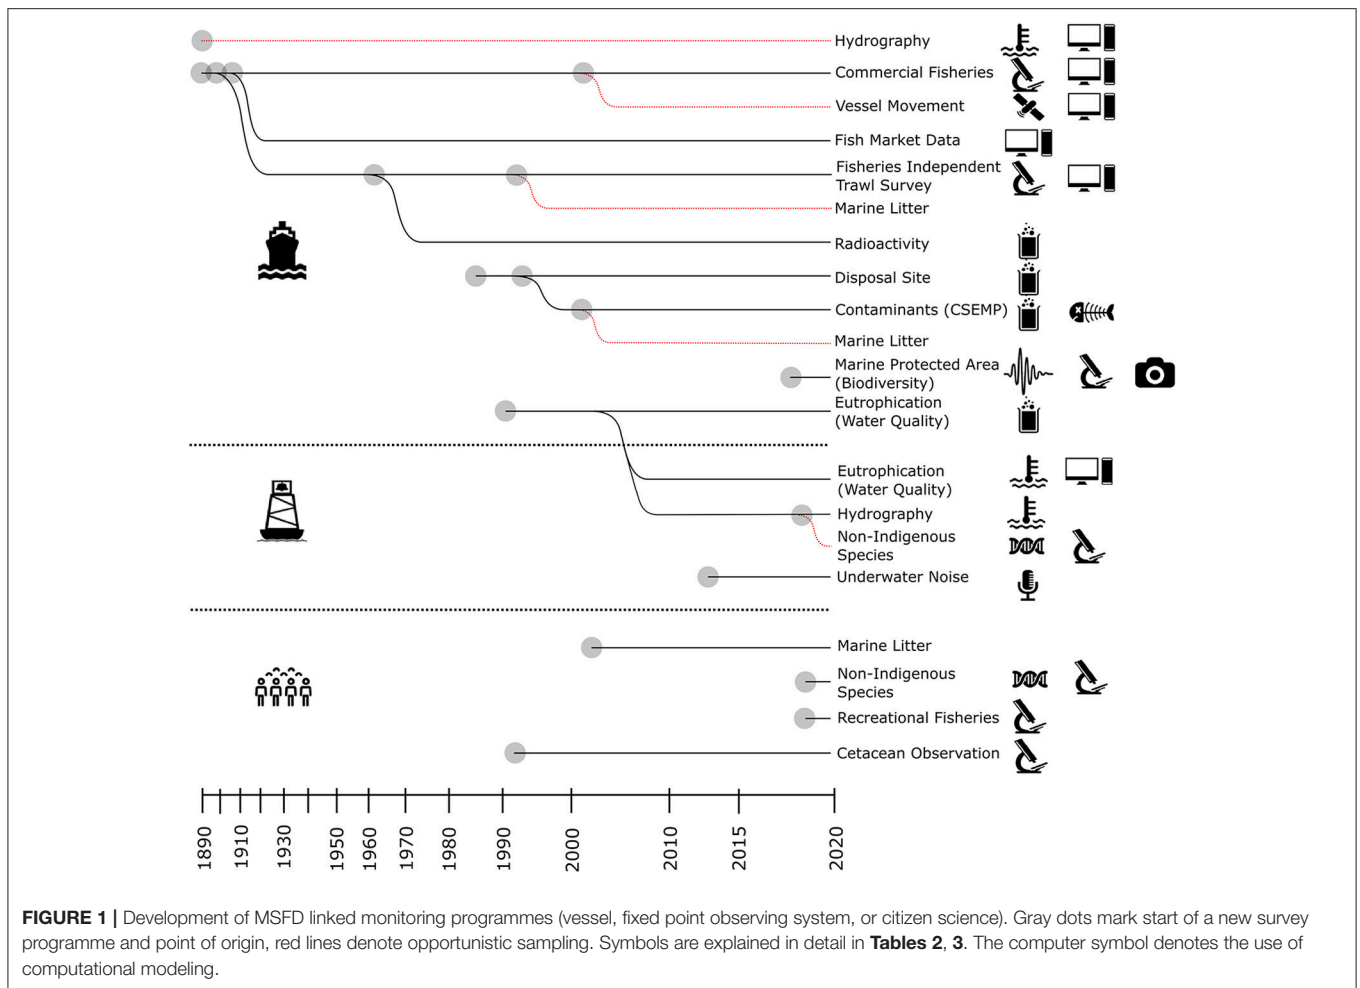 Hydrography
Commercial Fisheries
Vessel Movement
Fish Market Data
Fisheries Independent
Trawl Survey
Marine Litter
Radioactivity
Disposal Site
Contaminants (CSEMP)
Marine Litter
Marine Protected Area
(Biodiversity)
Eutrophication
(Water Quality)
Eutrophication
(Water Quality)
Hydrography
Non-Indigenous
Species
Underwater Noise
Marine Litter
Non-Indigenous
Species
Recreational Fisheries
Cetacean Observation
1890
1910
1930
1950
1960
1970
1980
1990
2000
2010
2015
2020
FIGURE 1 | Development of MSFD linked monitoring programmes (vessel, fixed point observing system, or citizen science). Gray dots mark start of a new survey
programme and point of origin, red lines denote opportunistic sampling. Symbols are explained in detail in Tables 2, 3. The computer symbol denotes the use of
computational modeling.